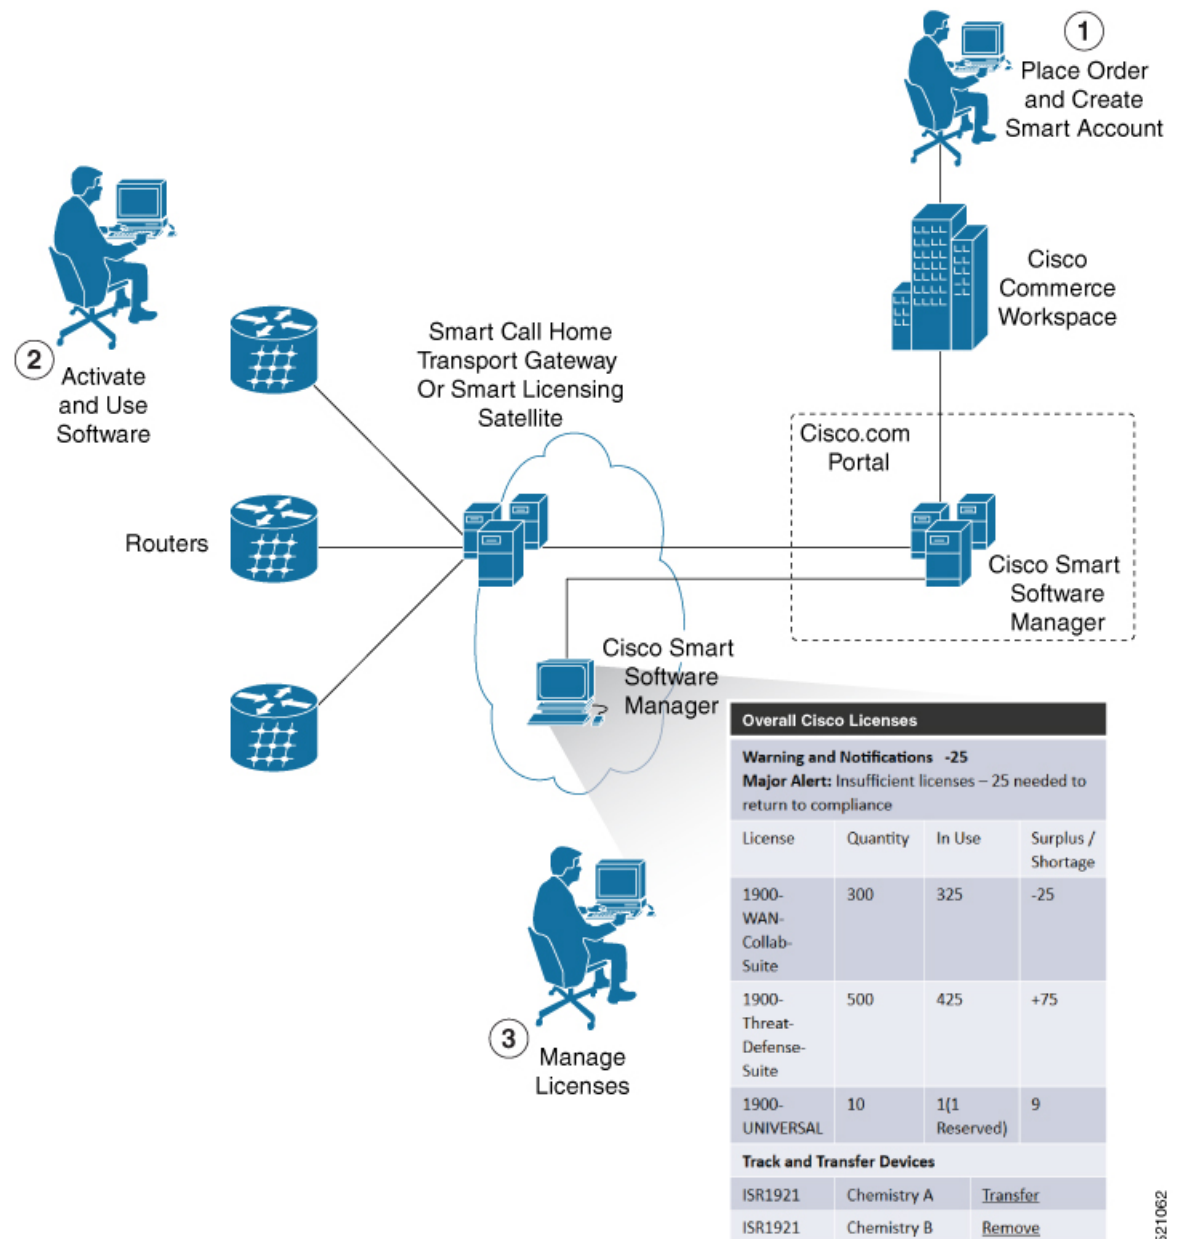 1
Place Order
and Create
Smart Account
2
Activate
and Use
Software
Smart Call Home
Transport Gateway
Or Smart Licensing
Satellite
Cisco
Commerce
Workspace
Cisco.com
Portal
Routers
Cisco Smart
Software
Manager
Cisco Smart
Software
Manager
3
Manage
Licenses
Overall Cisco Licenses
Warning and Notifications -25
Major Alert: Insufficient licenses – 25 needed to
return to compliance
License Quantity In Use Surplus /
Shortage
1900- 300 325 -25
WAN-
Collab-
Suite
1900- 500 425 +75
Threat-
Defense-
Suite
1900- 10 1(1 9
UNIVERSAL Reserved)
Track and Transfer Devices
ISR1921 Chemistry A Transfer
ISR1921 Chemistry B Remove
521062